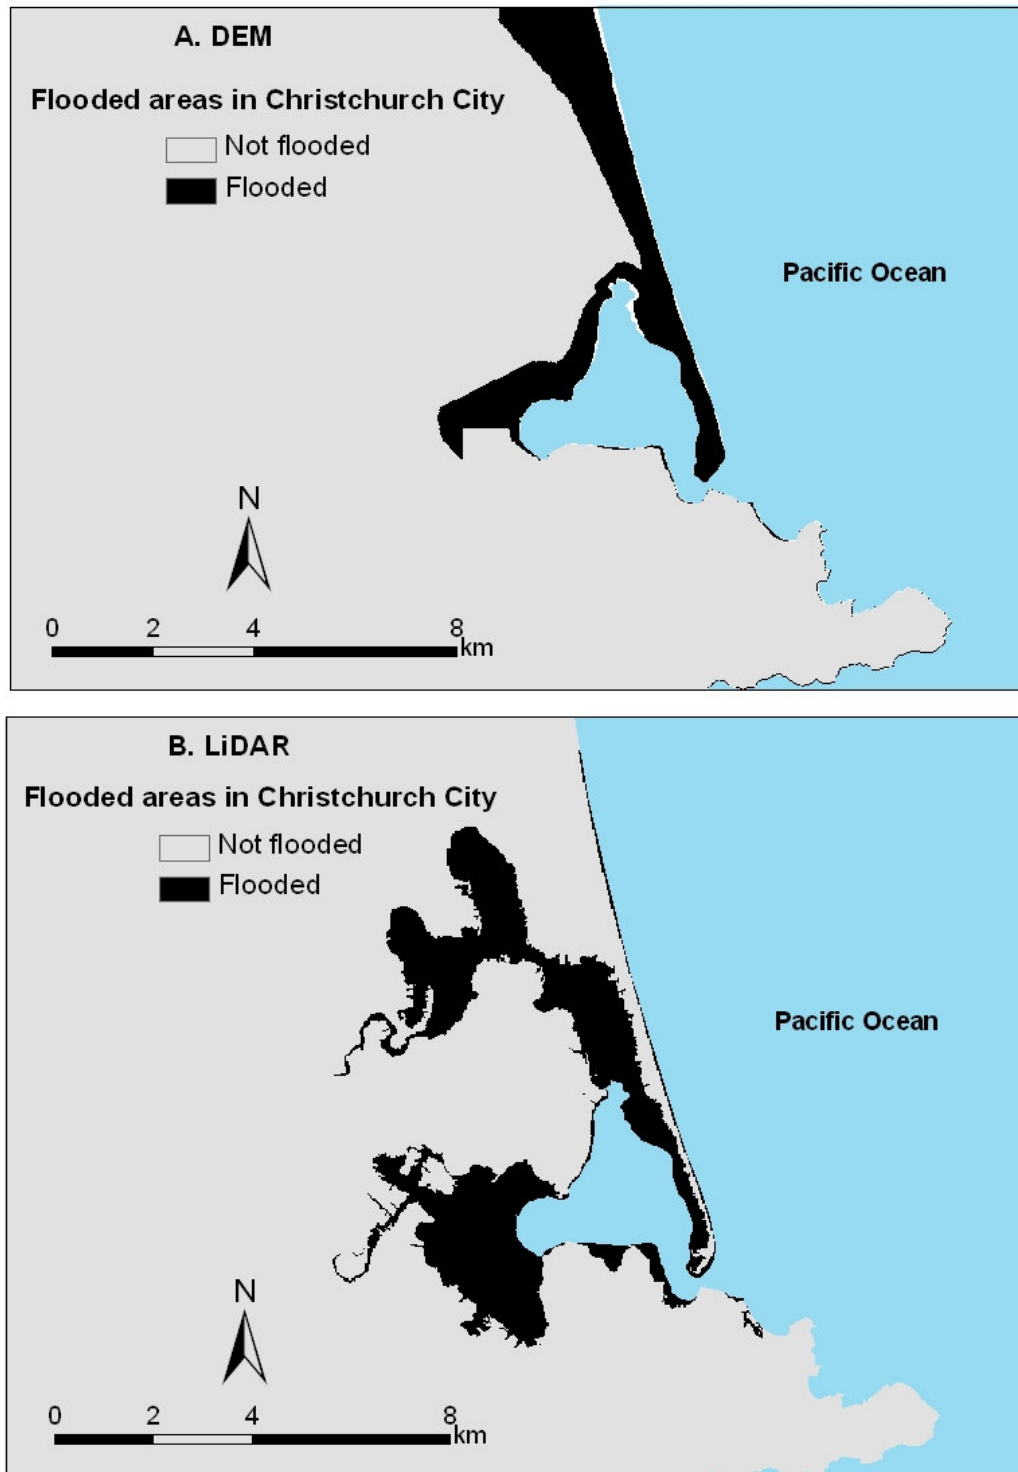 A. DEM
Flooded areas in Christchurch City
Not flooded
Flooded
Pacific Ocean
N
0 2 4 8
km
B. LiDAR
Flooded areas in Christchurch City
Not flooded
Flooded
Pacific Ocean
N
0 2 4 8
km